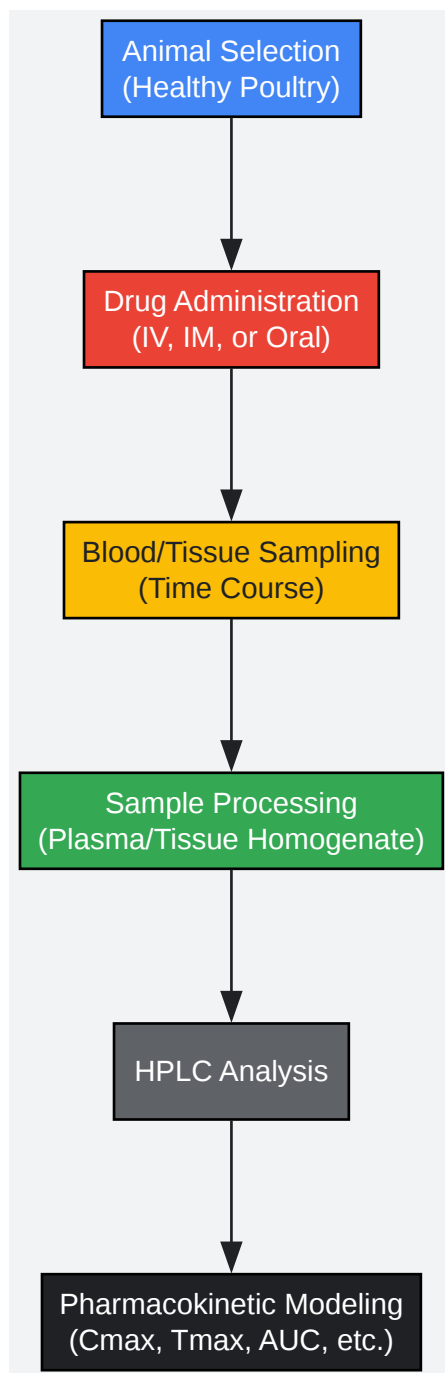 Animal Selection
(Healthy Poultry)
Drug Administration
(IV, IM, or Oral)
Blood/Tissue Sampling
(Time Course)
Sample Processing
(Plasma/Tissue Homogenate)
HPLC Analysis
Pharmacokinetic Modeling
(Cmax, Tmax, AUC, etc.)